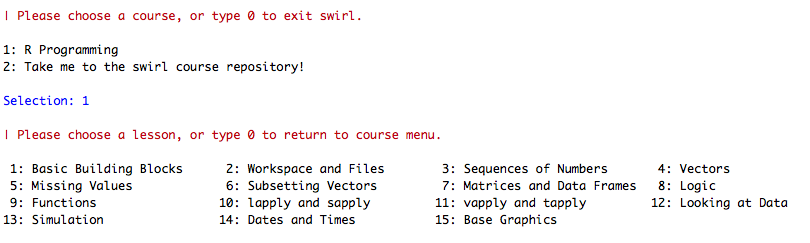 | Please choose a course, or type 0 to exit swirl.
1: R Programming
2: Take me to the swirl course repository!
Selection: 1
| Please choose a lesson, or type 0 to return to course menu.
1: Basic Building Blocks 2: Workspace and Files 3: Sequences of Numbers 4: Vectors
5: Missing Values 6: Subsetting Vectors 7: Matrices and Data Frames 8: Logic
9: Functions 10: lapply and sapply 11: vapply and tapply 12: Looking at Data
13: Simulation 14: Dates and Times 15: Base Graphics